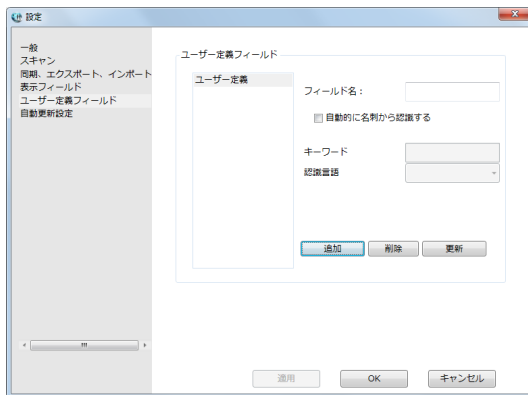 設定
一般
スキャン
同期、エクスポート、インポート
表示フィールド
ユーザー定義フィールド
自動更新設定
ユーザー定義フィールド
ユーザー定義
フィールド名：
自動的に名刺から認識する
キーワード
認識言語
追加
削除
更新
適用
OK
キャンセル